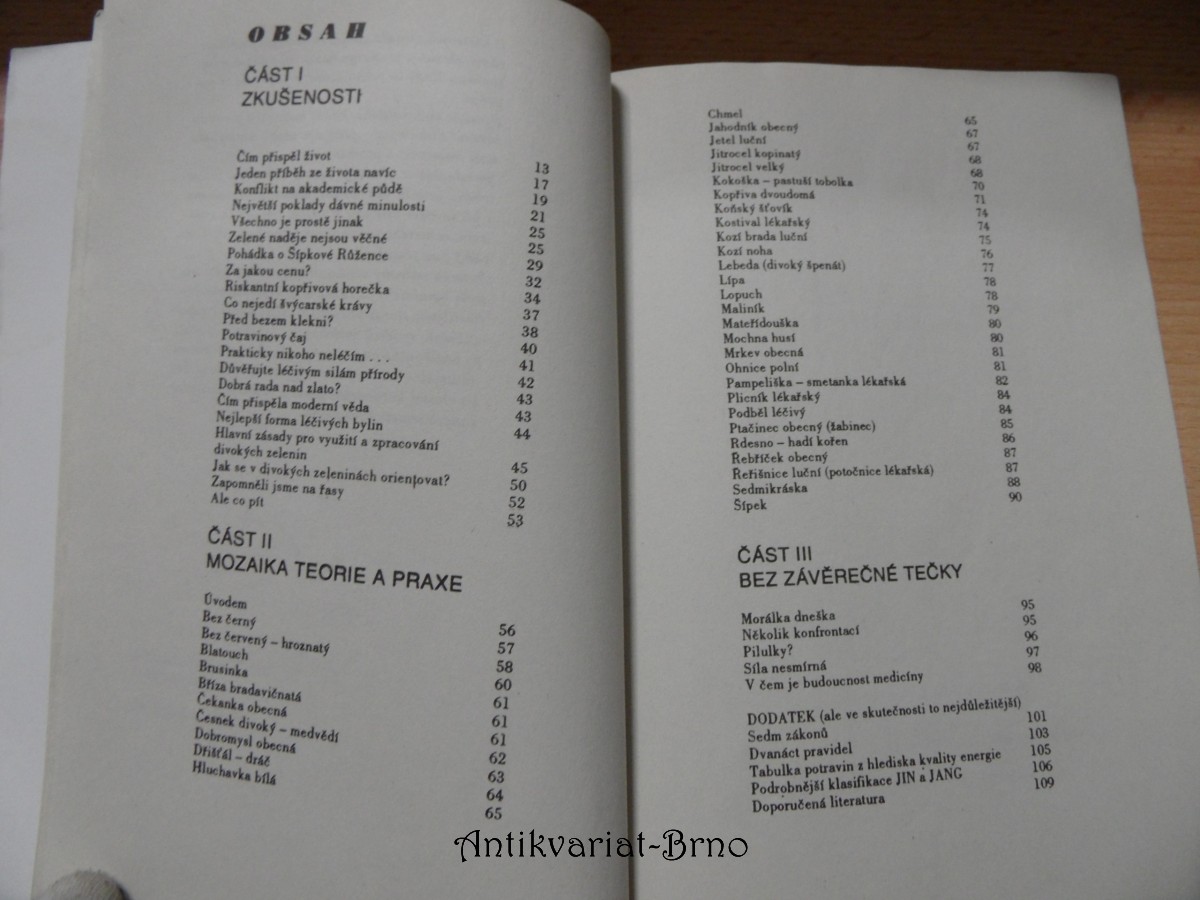 OBSAH
ČÁST I
ZKUŠENOSTI
Čím přispěl život 13
Jeden příběh ze života navíc 17
Konflikt na akademické půdě 19
Největší poklady dávné minulosti 21
Všechno je prostě jinak 25
Zelené naděje nejsou věčné 25
Pohádka o Šípkové Růžence 29
Za jakou cenu? 32
Riskantní kopřivová horečka 34
Co nejedí švýcarské krávy 37
Před bezem klekni? 38
Potravinový čaj 40
Prakticky nikoho neléčím . . . 41
Důvěřujte léčivým silám přírody 42
Dobrá rada nad zlato? 43
Čím přispěla moderní věda 43
Nejlepší forma léčivých bylin 44
Hlavní zásady pro využití a zpracování
divokých zelenin 45
Jak se v divokých zeleninách orientovat? 50
Zapomněli jsme na řasy 52
Ale co pít 53
ČÁST II
MOZAIKA TEORIE A PRAXE
Úvodem 56
Bez černý 57
Bez červený – hroznatý 58
Blatouch 60
Brusinka 61
Bříza bradavičnatá 61
Čekanka obecná 61
Česnek divoký – medvědí 62
Dobromysl obecná 63
Dřišťál – dráč 64
Hluchavka bílá 65
Chmel 65
Jahodník obecný 67
Jetel luční 67
Jitrocel kopinatý 68
Jitrocel velký 68
Kokoška – pastuší tobolka 70
Kopřiva dvoudomá 71
Koňský šťovík 74
Kostival lékařský 74
Kozí brada luční 75
Kozí noha 76
Lebeda (divoký špenát) 77
Lípa 78
Lopuch 78
Maliník 79
Mateřídouška 80
Mochna husí 80
Mrkev obecná 81
Ohnice polní 81
Pampeliška – smetanka lékařská 82
Plicník lékařský 84
Podběl léčivý 84
Ptačinec obecný (žabinec) 85
Rdesno – hadí kořen 86
Řebříček obecný 87
Řeřišnice luční (potočnice lékařská) 87
Sedmikráska 88
Šípek 90
ČÁST III
BEZ ZÁVĚREČNÉ TEČKY
Morálka dneška 95
Několik konfrontací 95
Pilulky? 96
Síla nesmírná 97
V čem je budoucnost medicíny 98
DODATEK (ale ve skutečnosti to nejdůležitější)
Sedm zákonů 101
Dvanáct pravidel 103
Tabulka potravin z hlediska kvality energie 105
Podrobnější klasifikace JIN a JANG 106
Doporučená literatura 109
Antikvariat-Brno